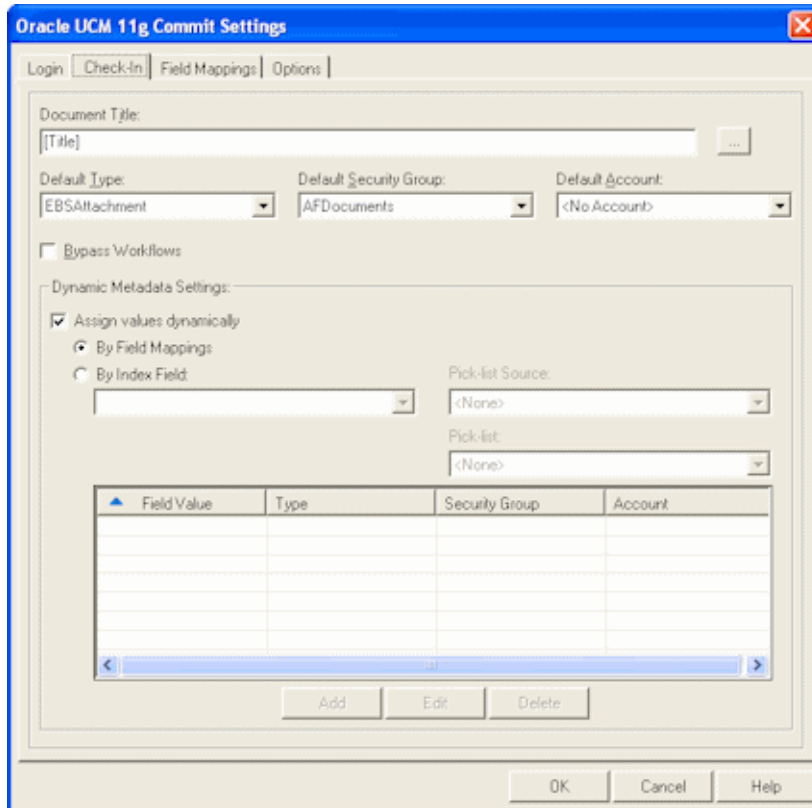 Oracle UCM 11g Commit Settings
Login Check-In Field Mappings Options
Document Title:
[Title]
...
Default Type: Default Security Group: Default Account:
EBSAttachment AFDocuments <No Account>
Bypass Workflows
Dynamic Metadata Settings:
Assign values dynamically
By Field Mappings
By Index Field: Pick-list Source:
<None>
Pick-list:
<None>
Field Value Type Security Group Account
Add Edit Delete
OK Cancel Help